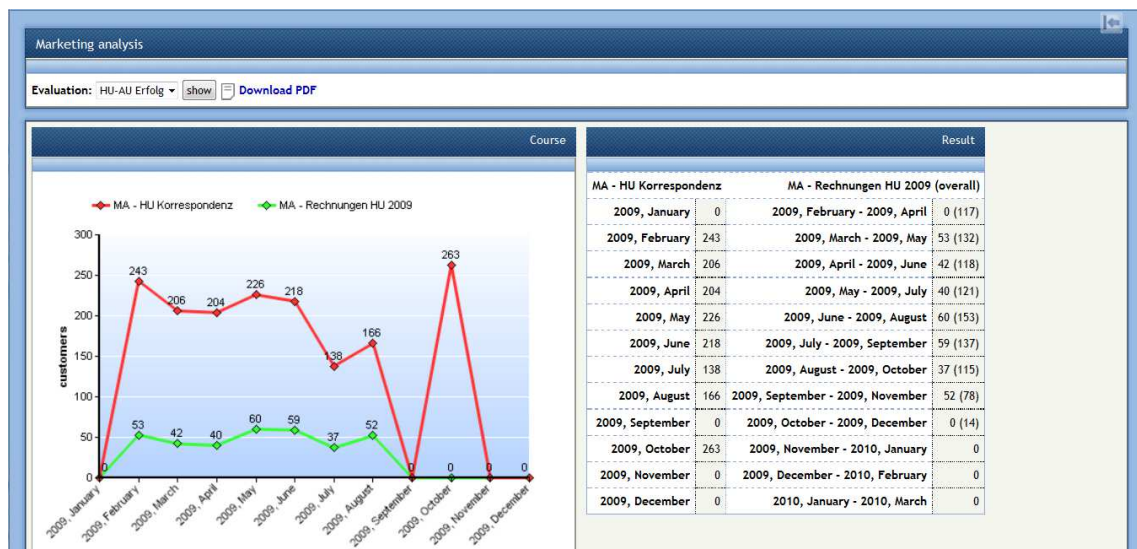 Marketing analysis
Evaluation: HU-AU Erfolg show Download PDF
Course
MA - HU Korrespondenz MA - Rechnungen HU 2009
customers
300
250
200
150
100
50
0
0 243 206 204 226 218 138 166 0 263 0 0
53 42 40 60 59 37 52 0
2009, January
2009, February
2009, March
2009, April
2009, May
2009, June
2009, July
2009, August
2009, September
2009, October
2009, November
2009, December
Result
MA - HU Korrespondenz MA - Rechnungen HU 2009 (overall)
2009, January 0 2009, February - 2009, April 0 (117)
2009, February 243 2009, March - 2009, May 53 (132)
2009, March 206 2009, April - 2009, June 42 (118)
2009, April 204 2009, May - 2009, July 40 (121)
2009, May 226 2009, June - 2009, August 60 (153)
2009, June 218 2009, July - 2009, September 59 (137)
2009, July 138 2009, August - 2009, October 37 (115)
2009, August 166 2009, September - 2009, November 52 (78)
2009, September 0 2009, October - 2009, December 0 (14)
2009, October 263 2009, November - 2010, January 0
2009, November 0 2009, December - 2010, February 0
2009, December 0 2010, January - 2010, March 0